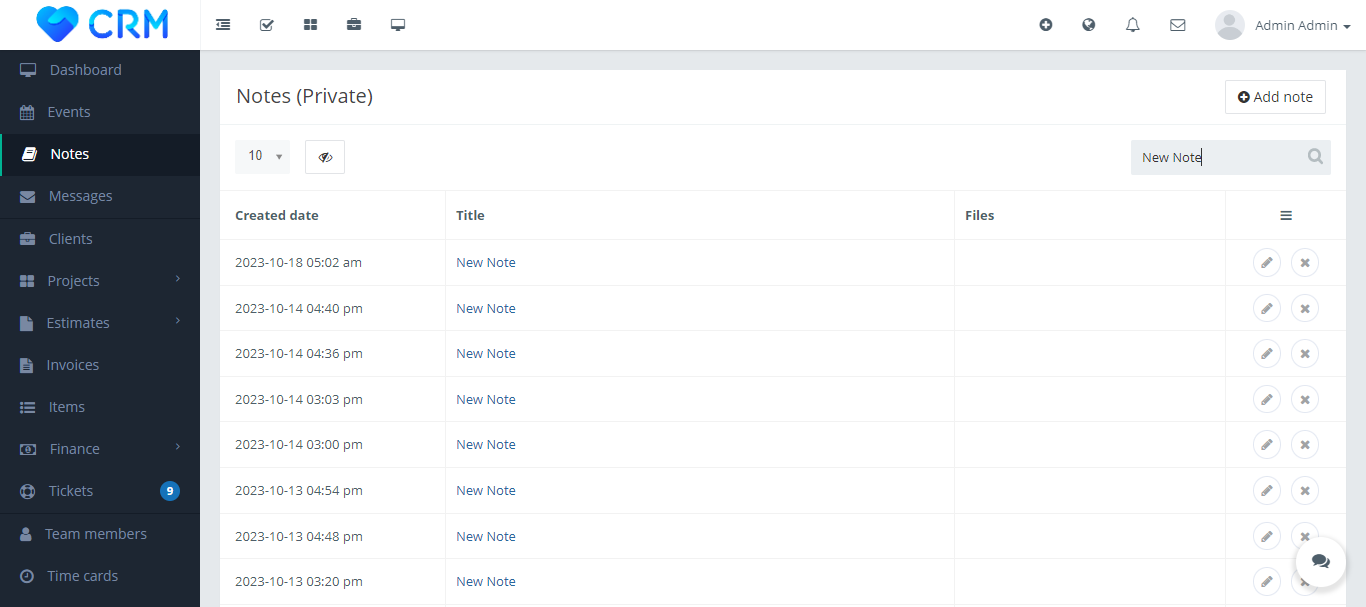 CRM
Admin Admin
Dashboard
Events
Notes
Messages
Clients
Projects
Estimates
Invoices
Items
Finance
Tickets 9
Team members
Time cards
Notes (Private)
Add note
10
New Note
Created date Title Files
2023-10-18 05:02 am New Note
2023-10-14 04:40 pm New Note
2023-10-14 04:36 pm New Note
2023-10-14 03:03 pm New Note
2023-10-14 03:00 pm New Note
2023-10-13 04:54 pm New Note
2023-10-13 04:48 pm New Note
2023-10-13 03:20 pm New Note